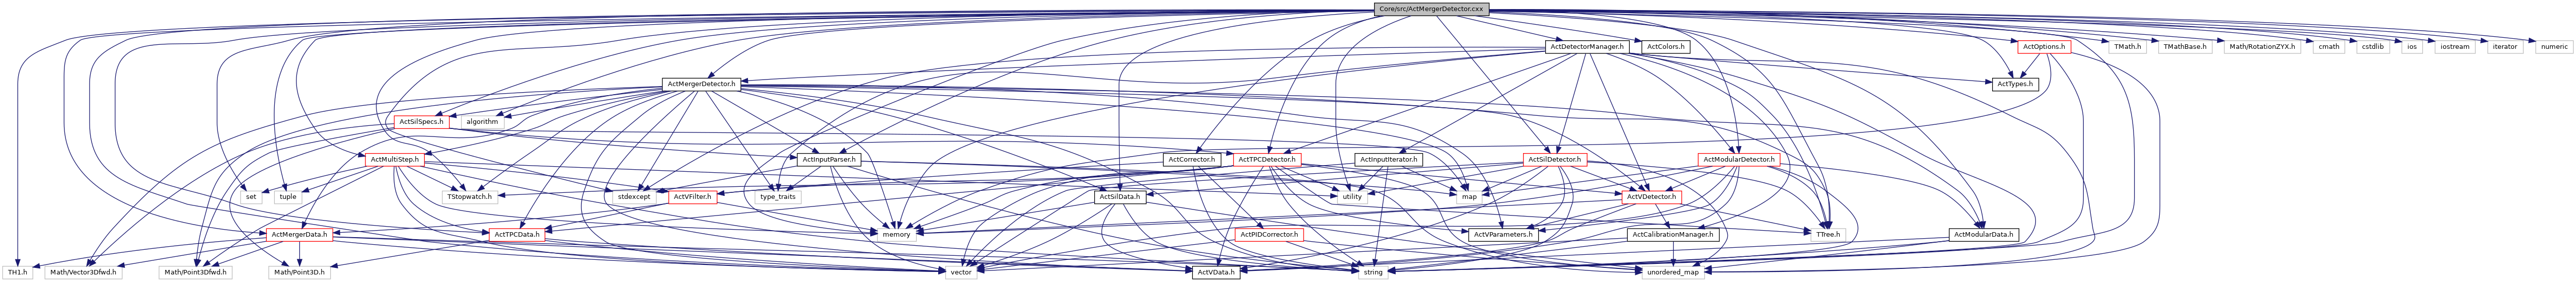 Core/src/ActMergerDetector.cxx
ActDetectorManager.h
ActColors.h
ActOptions.h
TMath.h
TMathBase.h
Math/RotationZYX.h
cmath
cstdlib
ios
iostream
iterator
numeric
ActMergerDetector.h
ActTypes.h
ActSilSpecs.h
algorithm
ActMultiStep.h
ActInputParser.h
ActCorrector.h
ActTPCDetector.h
ActInputIterator.h
ActSilDetector.h
ActModularDetector.h
set
tuple
TStopwatch.h
stdexcept
ActVFilter.h
type_traits
ActSilData.h
utility
map
ActVDetector.h
ActMergerData.h
ActTPCData.h
memory
ActPIDCorrector.h
ActVParameters.h
ActCalibrationManager.h
TTree.h
ActModularData.h
TH1.h
Math/Vector3Dfwd.h
Math/Point3Dfwd.h
Math/Point3D.h
vector
ActVData.h
string
unordered_map